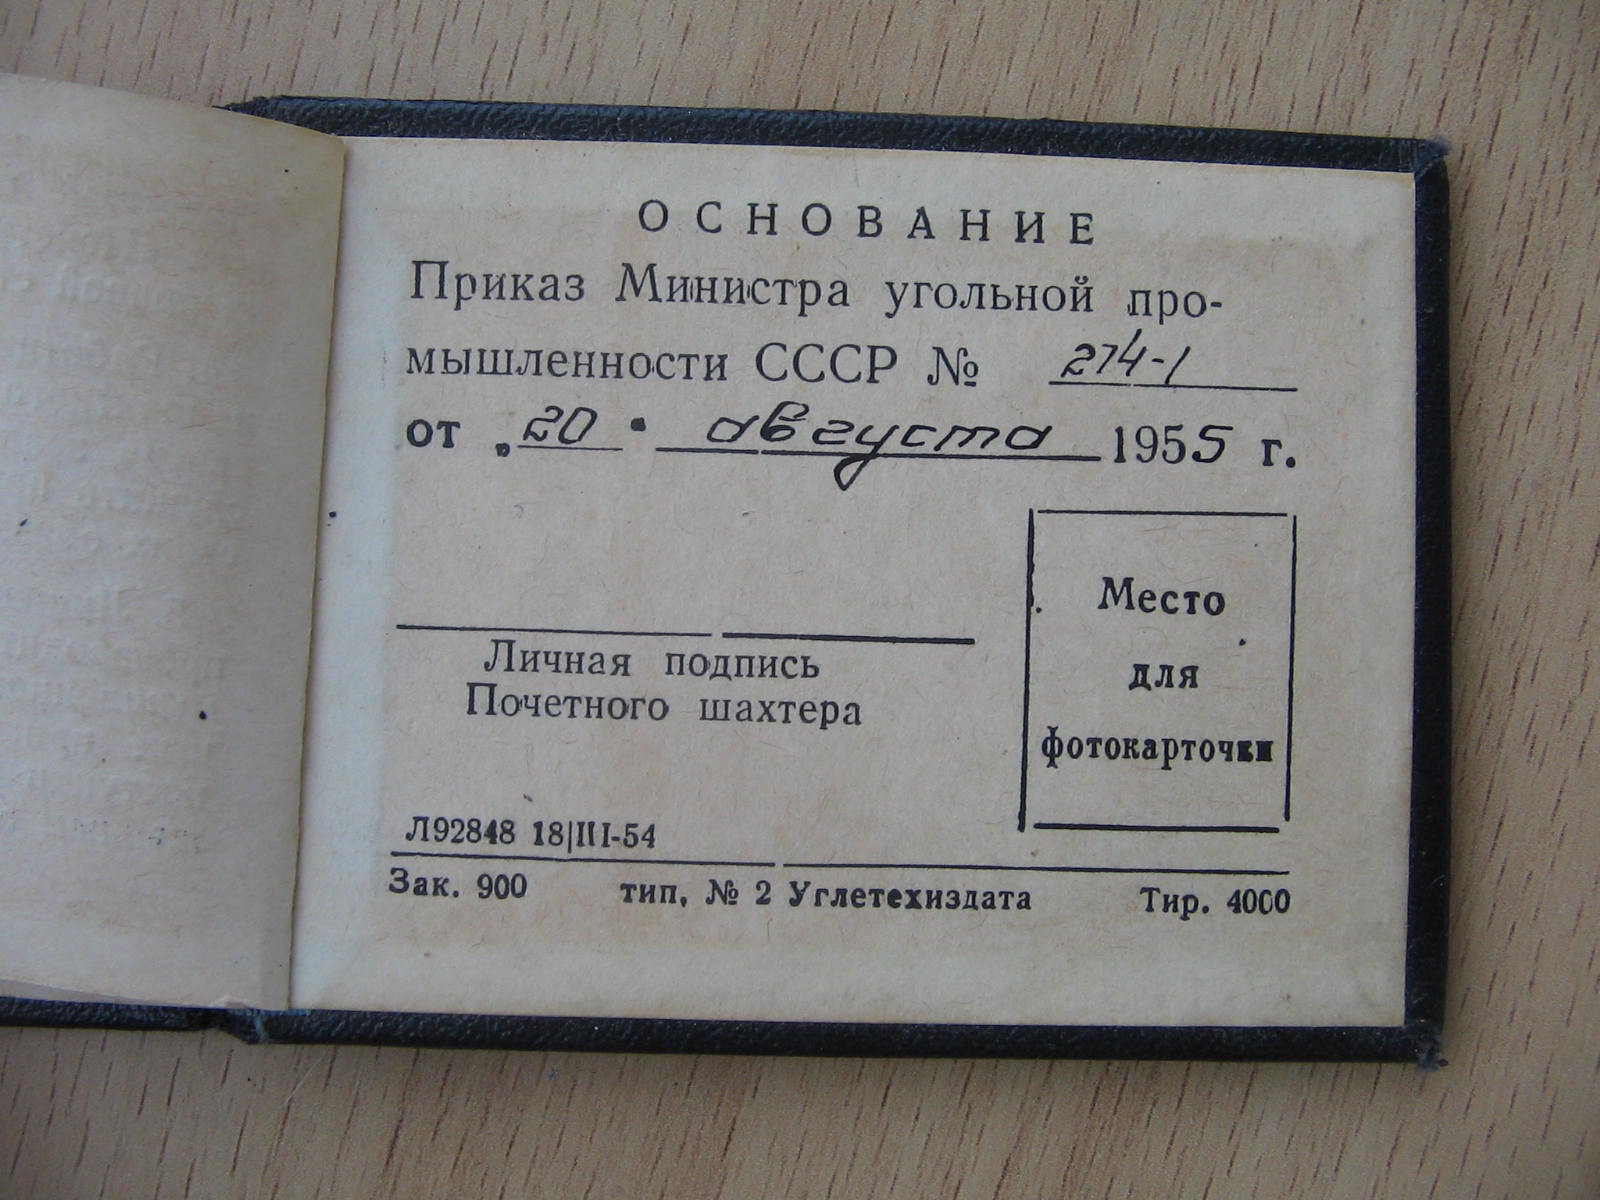 ОСНОВАНИЕ
Приказ Министра угольной про-
мышленности СССР № 274-1
от „20" августа 1955 г.
Личная подпись
Почетного шахтера
Место
для
фотокарточки
Л92848 18|III-54
Зак. 900 тип. № 2 Углетехиздата Тир. 4000